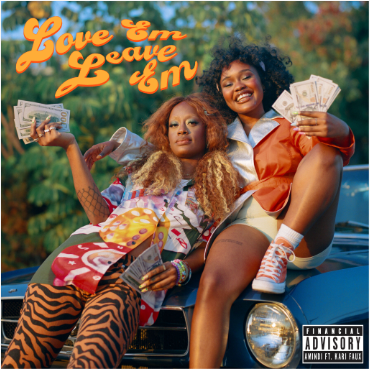 Love Em
Leave
Em
FINANCIAL
ADVISORY
AMINDI FT. KARI FAUX